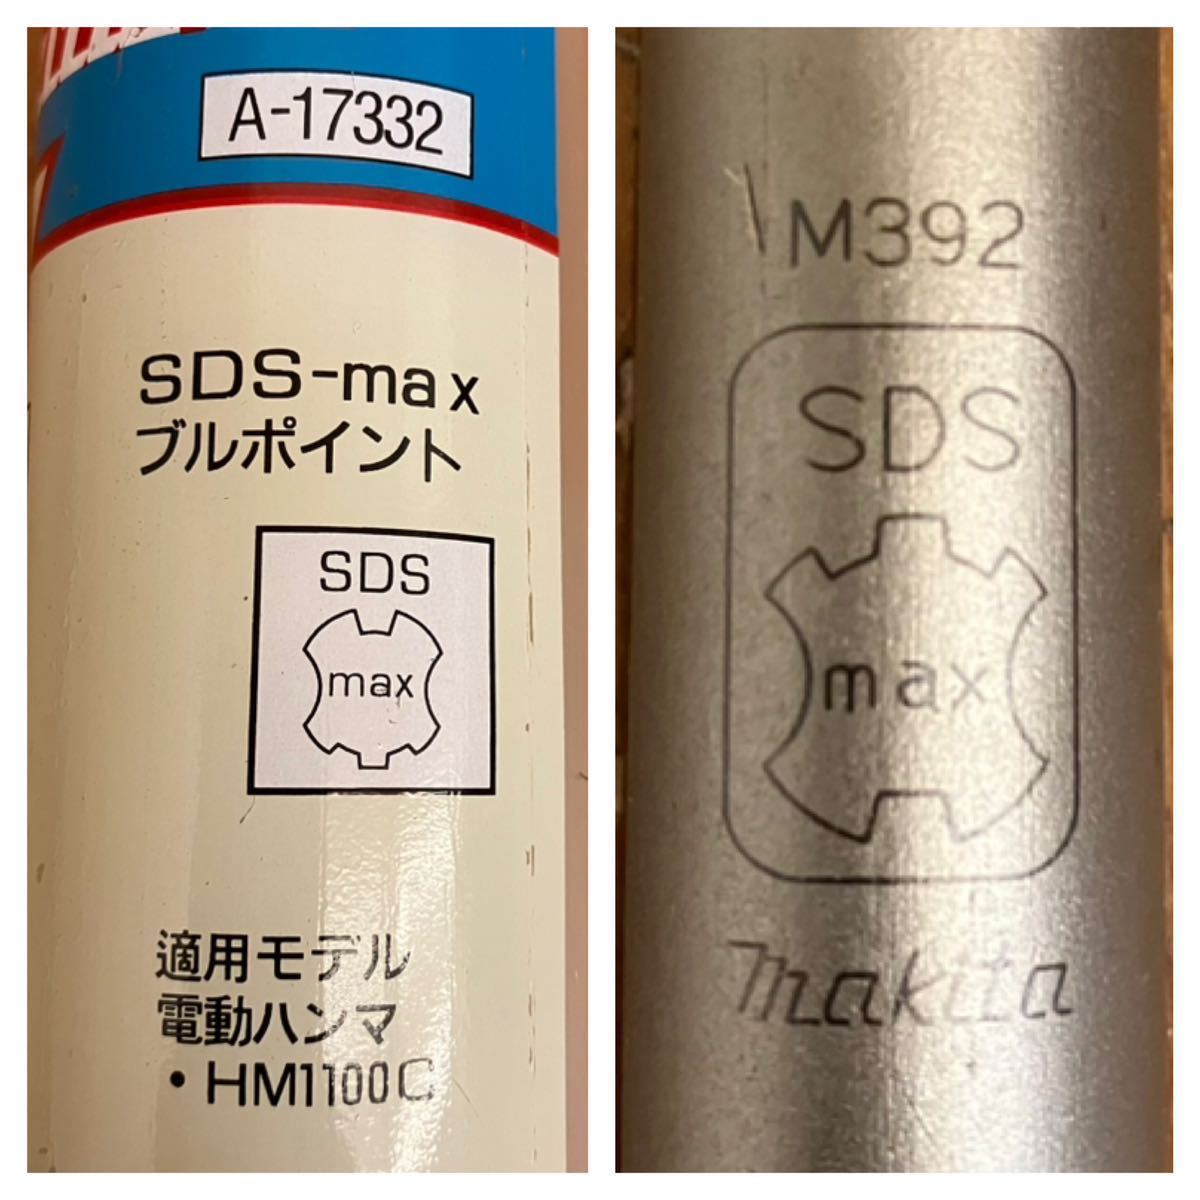 A-17332
SDS-max
ブルポイント
SDS
max
適用モデル
電動ハンマ
・HM1100C
M392
SDS
max
makita